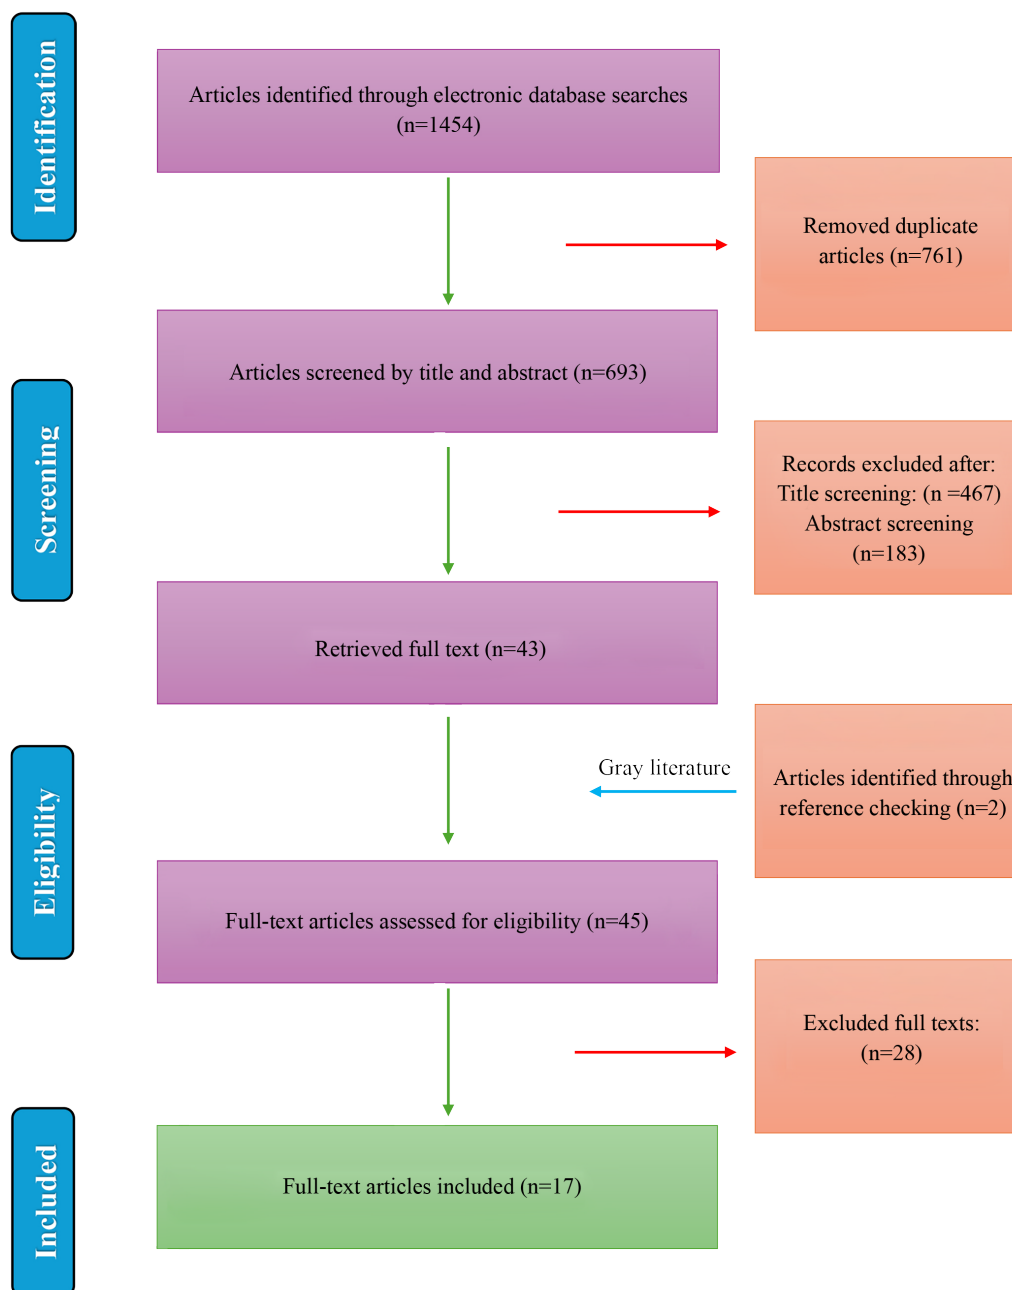 Identification
Articles identified through electronic database searches
(n=1454)
Removed duplicate
articles (n=761)
Articles screened by title and abstract (n=693)
Screening
Records excluded after:
Title screening: (n =467)
Abstract screening
(n=183)
Retrieved full text (n=43)
Eligibility
Gray literature
Articles identified through
reference checking (n=2)
Full-text articles assessed for eligibility (n=45)
Excluded full texts:
(n=28)
Included
Full-text articles included (n=17)